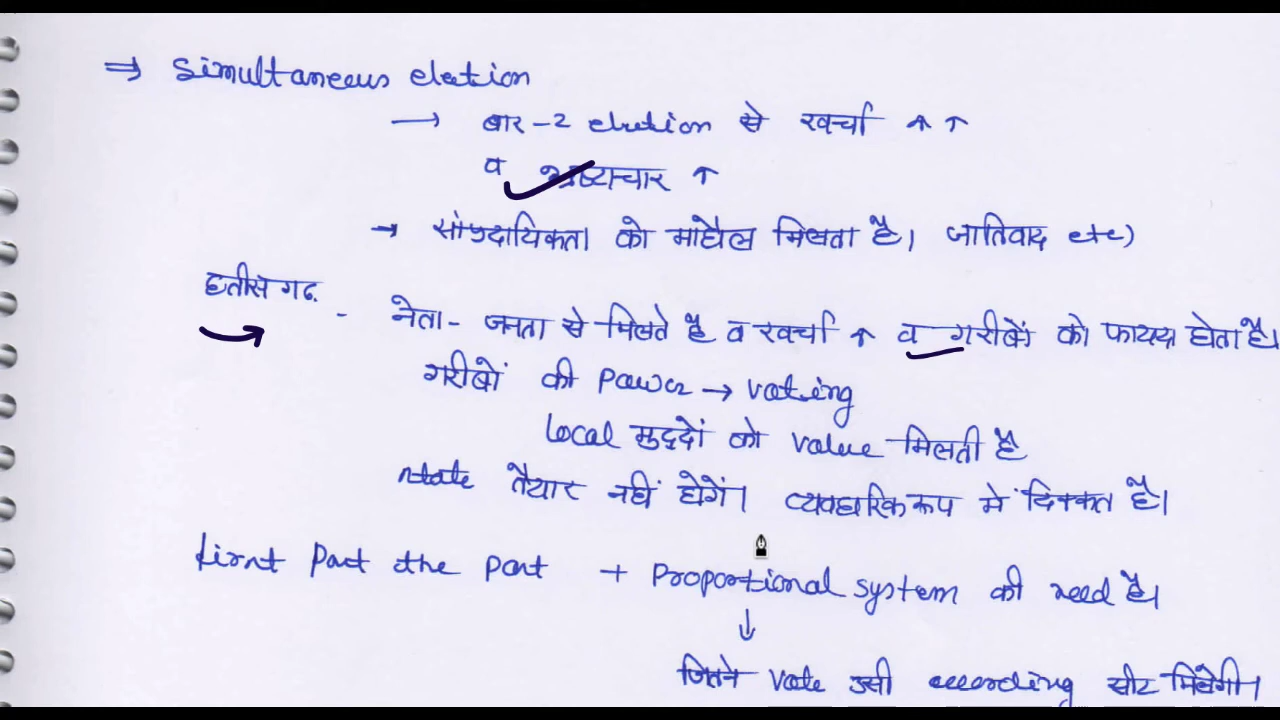 ⇒ Simultaneous election
→ बार-2 election से खर्चा ↑ ↑
व भ्रष्टाचार ↑
→ सांप्रदायिकता को माहौल मिलता है। जातिवाद etc)
छत्तीसगढ़
- नेता - जनता से मिलते है व खर्चा ↑ व गरीबों को फायदा होता है।
गरीबों की Power → voting
local मुद्दों को value मिलती है
state तैयार नहीं होगें। व्यवहारिक रूप में दिक्कत है।
first Past the Post + Proportional system की need है।
↓
जितने vote उसी according सीट मिलेगी।